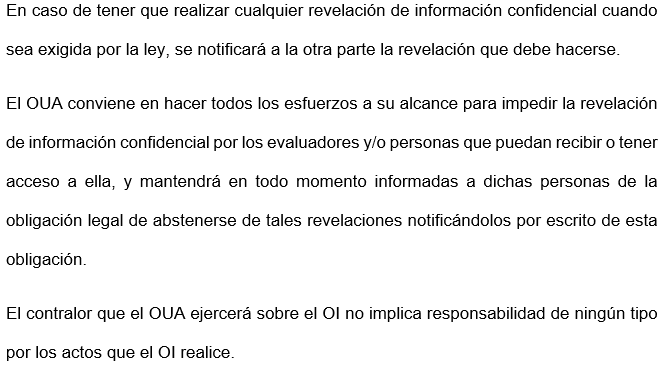 En caso de tener que realizar cualquier revelación de información confidencial cuando
sea exigida por la ley, se notificará a la otra parte la revelación que debe hacerse.
El OUA conviene en hacer todos los esfuerzos a su alcance para impedir la revelación
de información confidencial por los evaluadores y/o personas que puedan recibir o tener
acceso a ella, y mantendrá en todo momento informadas a dichas personas de la
obligación legal de abstenerse de tales revelaciones notificándolos por escrito de esta
obligación.
El contralor que el OUA ejercerá sobre el OI no implica responsabilidad de ningún tipo
por los actos que el OI realice.